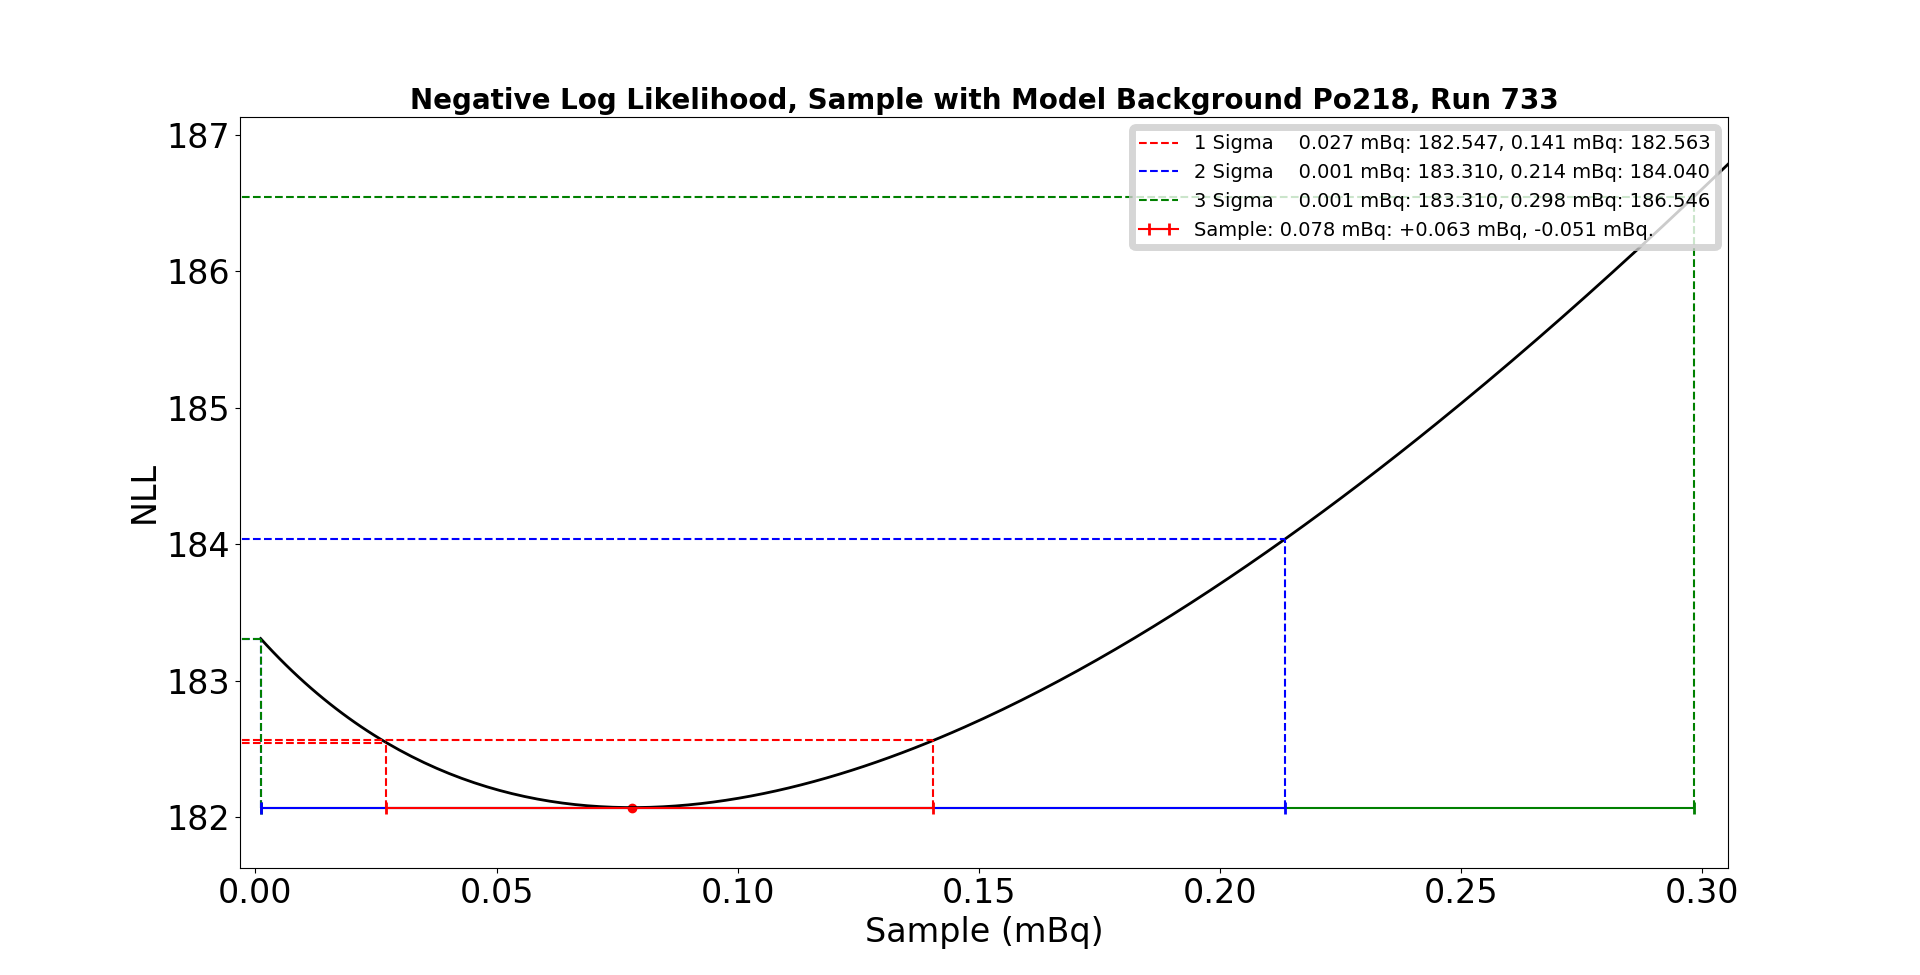 Negative Log Likelihood, Sample with Model Background Po218, Run 733
1 Sigma    0.027 mBq: 182.547, 0.141 mBq: 182.563
2 Sigma    0.001 mBq: 183.310, 0.214 mBq: 184.040
3 Sigma    0.001 mBq: 183.310, 0.298 mBq: 186.546
Sample: 0.078 mBq: +0.063 mBq, -0.051 mBq.
187
186
185
184
183
182
NLL
0.00 0.05 0.10 0.15 0.20 0.25 0.30
Sample (mBq)